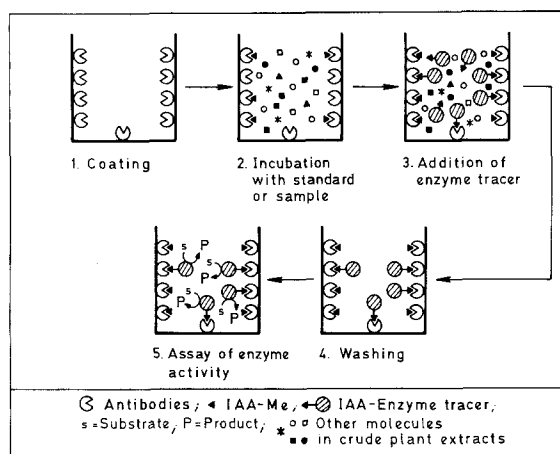 1. Coating
2. Incubation
with standard
or sample
3. Addition of
enzyme tracer
s
P
s
P
s
P
s
P
5. Assay of enzyme
activity
4. Washing
Antibodies; IAA-Me, IAA-Enzyme tracer;
s=Substrate; P=Product; Other molecules
in crude plant extracts